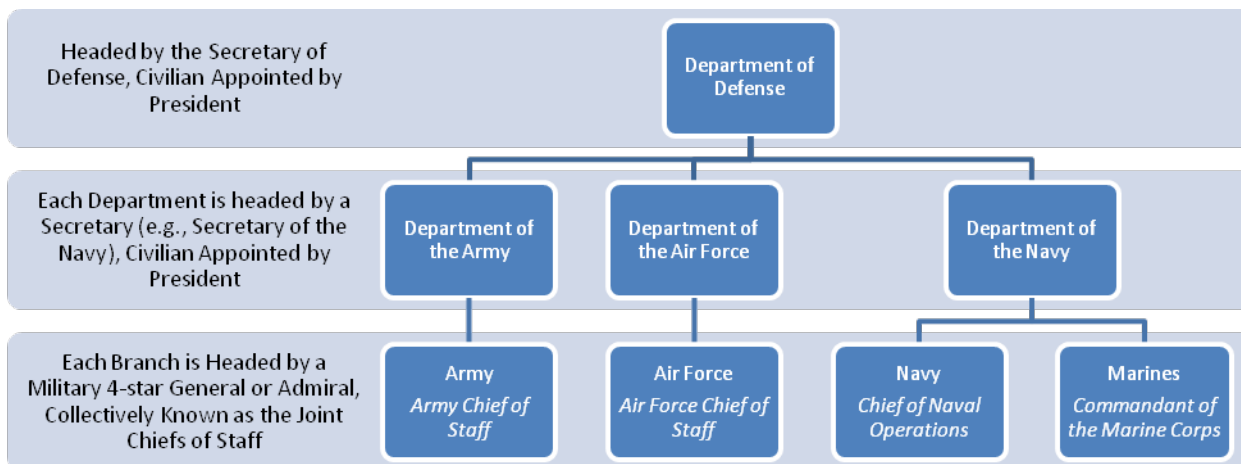 Headed by the Secretary of
Defense, Civilian Appointed by
President
Department of
Defense
Each Department is headed by a
Secretary (e.g., Secretary of the
Navy), Civilian Appointed by
President
Department of
the Army
Department of
the Air Force
Department of
the Navy
Each Branch is Headed by a
Military 4-star General or Admiral,
Collectively Known as the Joint
Chiefs of Staff
Army
Army Chief of
Staff
Air Force
Air Force Chief of
Staff
Navy
Chief of Naval
Operations
Marines
Commandant of
the Marine Corps